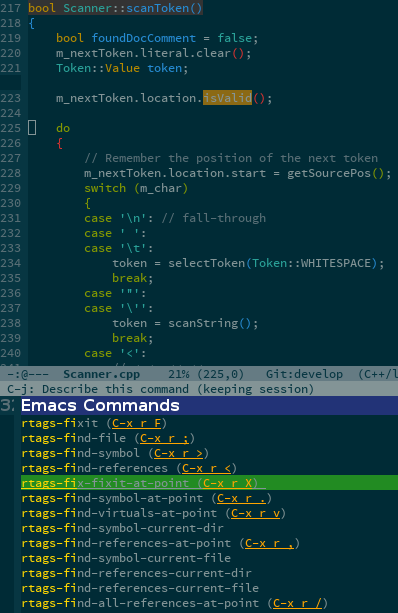 217 bool Scanner::scanToken()
218 {
219 bool foundDocComment = false;
220 m_nextToken.literal.clear();
221 Token::Value token;
223 m_nextToken.location.isValid();
224
225 do
226 {
227 // Remember the position of the next token
228 m_nextToken.location.start = getSourcePos();
229 switch (m_char)
230 {
231 case '\n': // fall-through
232 case ' ':
233 case '\t':
234 token = selectToken(Token::WHITESPACE);
235 break;
236 case '"':
237 case '\'':
238 token = scanString();
239 break;
240 case '<':
-:@--- Scanner.cpp 21% (225,0) Git:develop (C++/l
C-j: Describe this command (keeping session)
Emacs Commands
rtags-fixit (C-x r F)
rtags-find-file (C-x r ;)
rtags-find-symbol (C-x r >)
rtags-find-references (C-x r <)
rtags-fix-fixit-at-point (C-x r X)
rtags-find-symbol-at-point (C-x r .)
rtags-find-virtuals-at-point (C-x r v)
rtags-find-symbol-current-dir
rtags-find-references-at-point (C-x r ,)
rtags-find-symbol-current-file
rtags-find-references-current-dir
rtags-find-references-current-file
rtags-find-all-references-at-point (C-x r /)